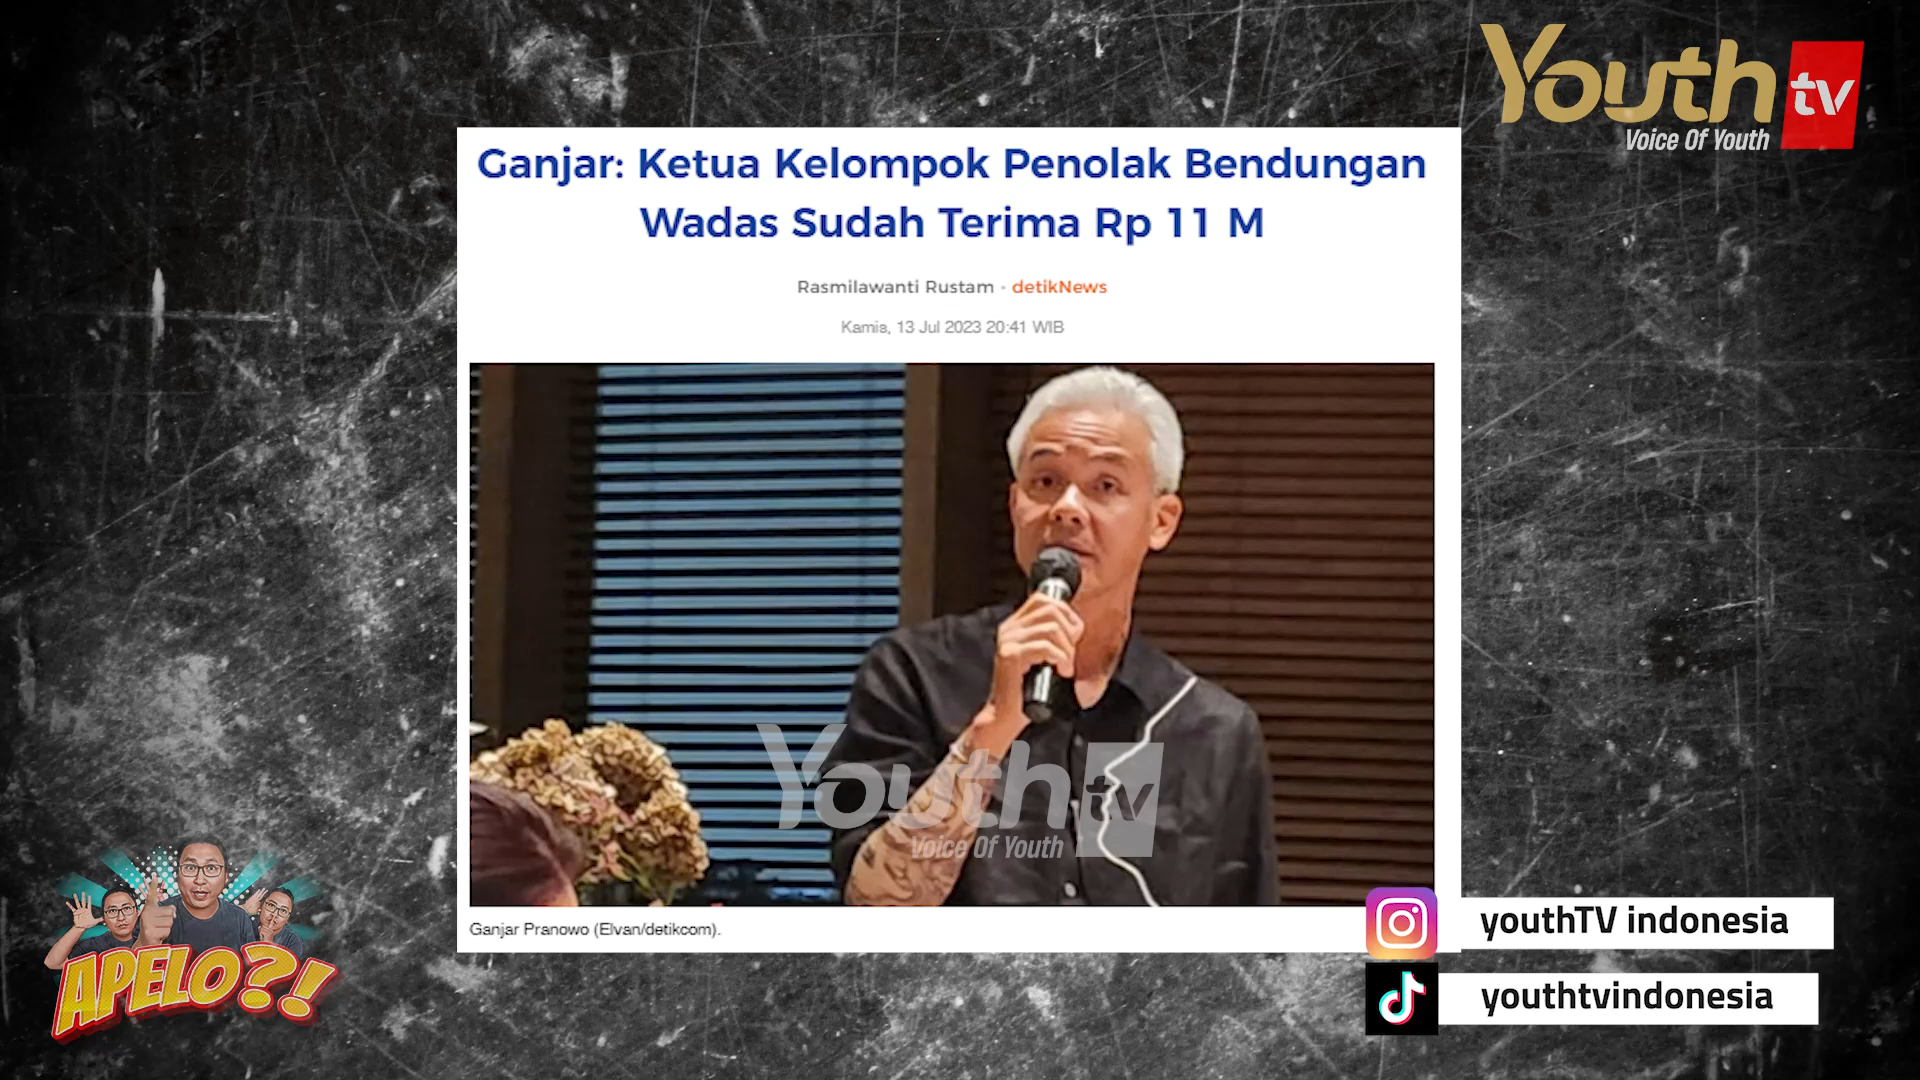 Youth tv
Voice Of Youth
Ganjar: Ketua Kelompok Penolak Bendungan
Wadas Sudah Terima Rp 11 M
Rasmilawanti Rustam - detikNews
Kamis, 13 Jul 2023 20:41 WIB
Youth tv
Voice Of Youth
Ganjar Pranowo (Elvan/detikcom).
APELO?!
youthTV indonesia
youthtvindonesia